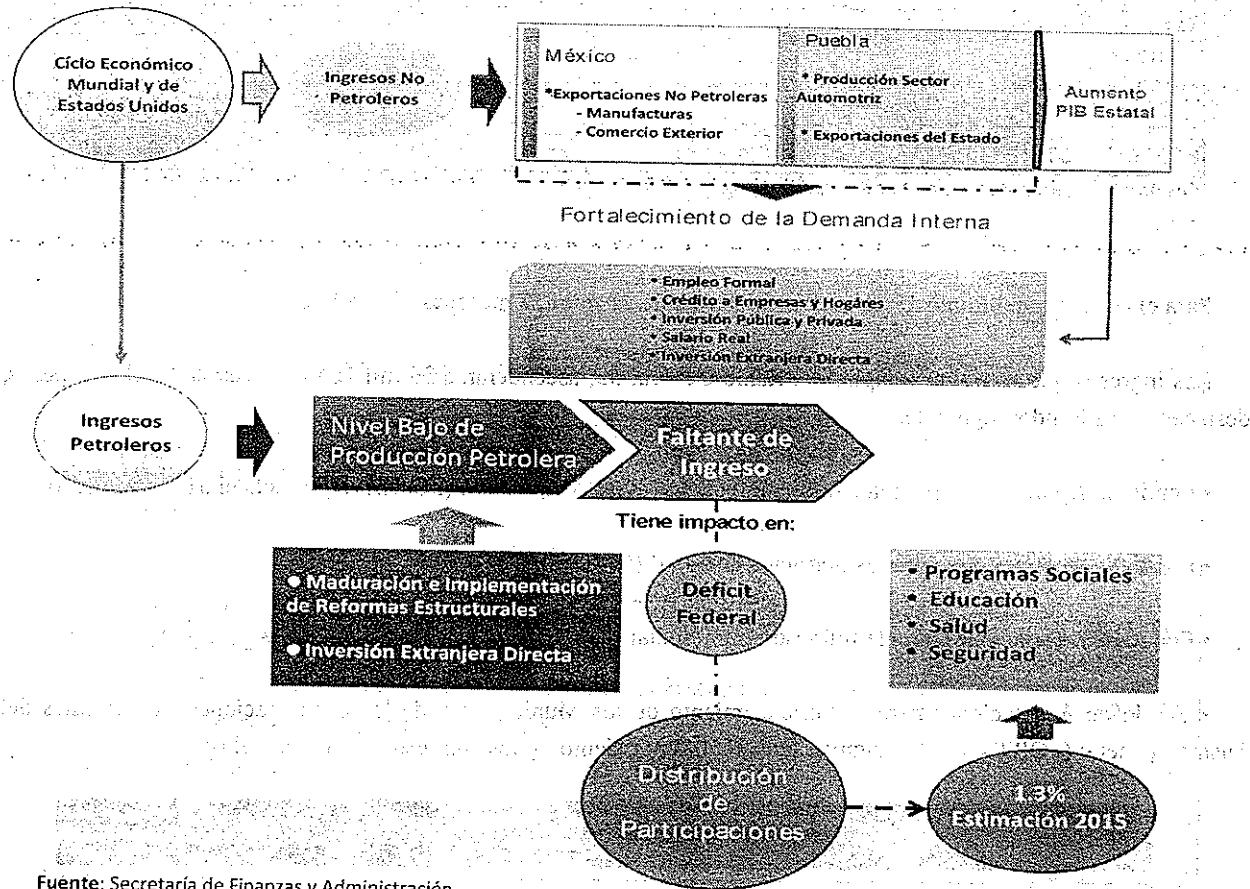 Ciclo Económico
Mundial y de
Estados Unidos
Ingresos No
Petroleros
México
*Exportaciones No Petroleras
- Manufacturas
- Comercio Exterior
Puebla
* Producción Sector
Automotriz
* Exportaciones del Estado
Aumento
PIB Estatal
Fortalecimiento de la Demanda Interna
* Empleo Formal
* Crédito a Empresas y Hogáres
* Inversión Pública y Privada
* Salario Real
* Inversión Extranjera Directa
Ingresos
Petroleros
Nivel Bajo de
Producción Petrolera
Faltante de
Ingreso
Tiene impacto en:
● Maduración e Implementación
de Reformas Estructurales
● Inversión Extranjera Directa
Déficit
Federal
• Programas Sociales
• Educación
• Salud
• Seguridad
Distribución
de
Participaciones
1.3%
Estimación 2015
Fuente: Secretaría de Finanzas y Administración